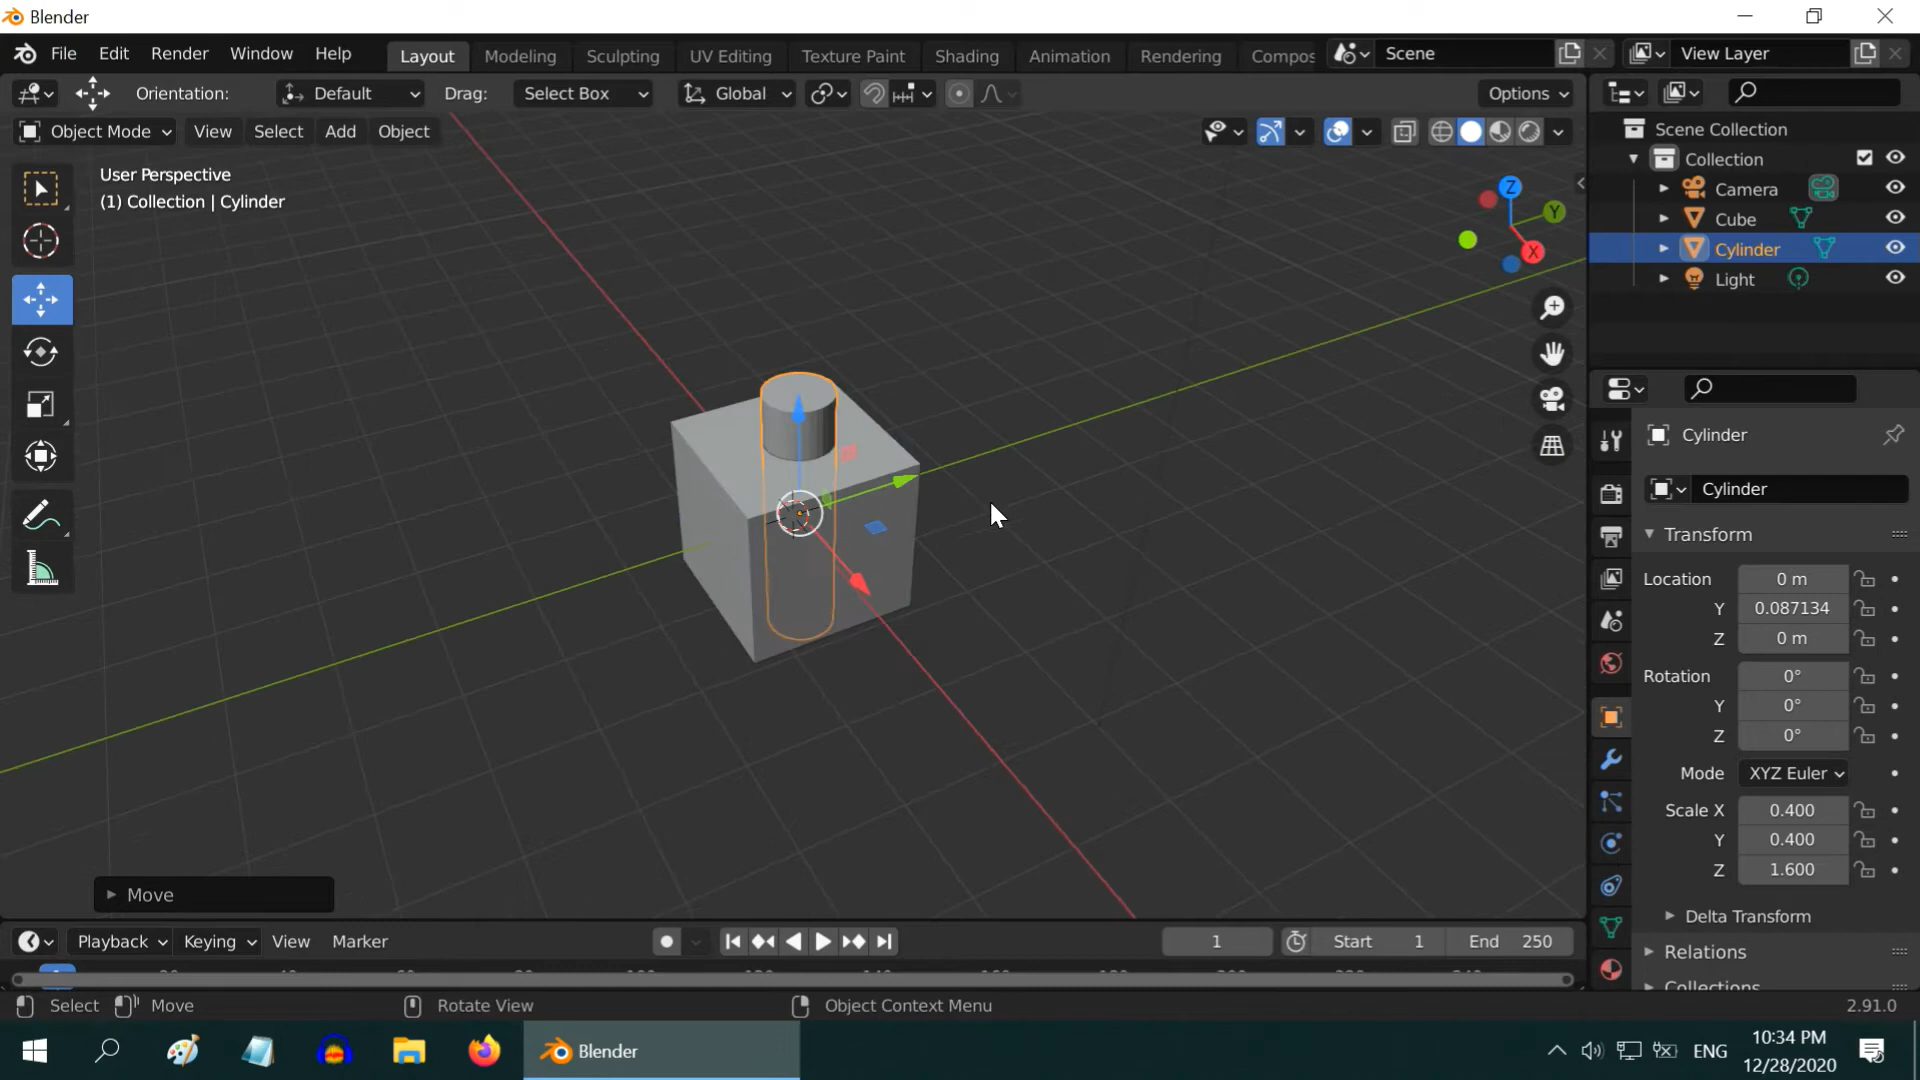 Blender
File Edit Render Window Help Layout Modeling Sculpting UV Editing Texture Paint Shading Animation Rendering Compos Scene View Layer
Orientation: Default Drag: Select Box Global Options
Object Mode View Select Add Object
User Perspective
(1) Collection | Cylinder
Z
Y
X
Scene Collection
Collection
Camera
Cube
Cylinder
Light
Cylinder
Cylinder
Transform
Location 0 m
Y 0.087134
Z 0 m
Rotation 0°
Y 0°
Z 0°
Mode XYZ Euler
Scale X 0.400
Y 0.400
Z 1.600
Delta Transform
Relations
Collections
Move
Playback Keying View Marker 1 Start 1 End 250
Select Move Rotate View Object Context Menu 2.91.0
Blender ENG 10:34 PM
12/28/2020